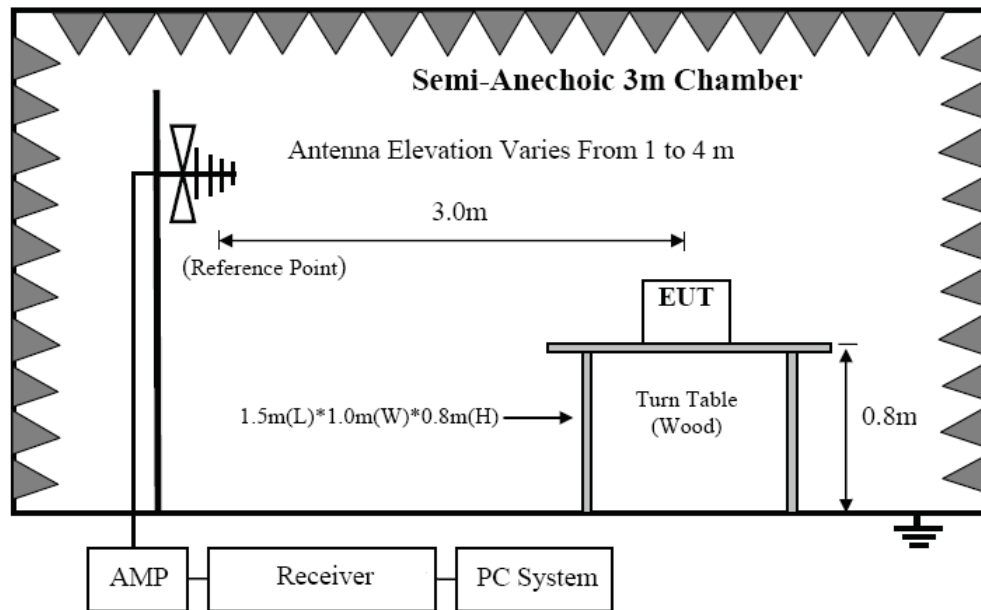 Semi-Anechoic 3m Chamber
Antenna Elevation Varies From 1 to 4 m
3.0m
(Reference Point)
EUT
1.5m(L)*1.0m(W)*0.8m(H)
Turn Table
(Wood)
0.8m
AMP
Receiver
PC System